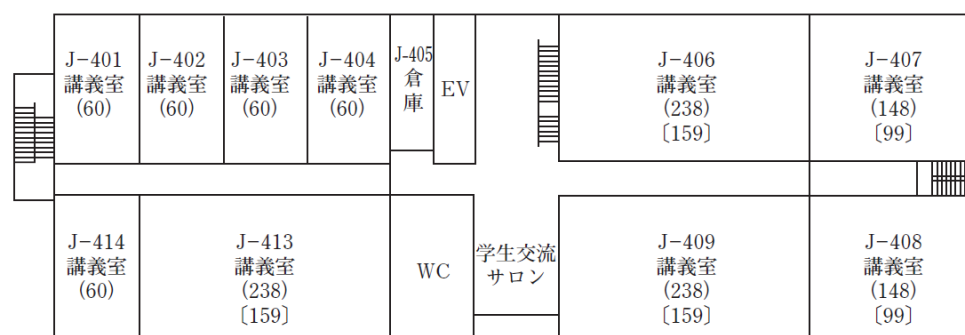 J-401
講義室
(60)
J-402
講義室
(60)
J-403
講義室
(60)
J-404
講義室
(60)
J-405
倉
庫
EV
J-406
講義室
(238)
〔159〕
J-407
講義室
(148)
〔99〕
J-414
講義室
(60)
J-413
講義室
(238)
〔159〕
WC
学生交流
サロン
J-409
講義室
(238)
〔159〕
J-408
講義室
(148)
〔99〕